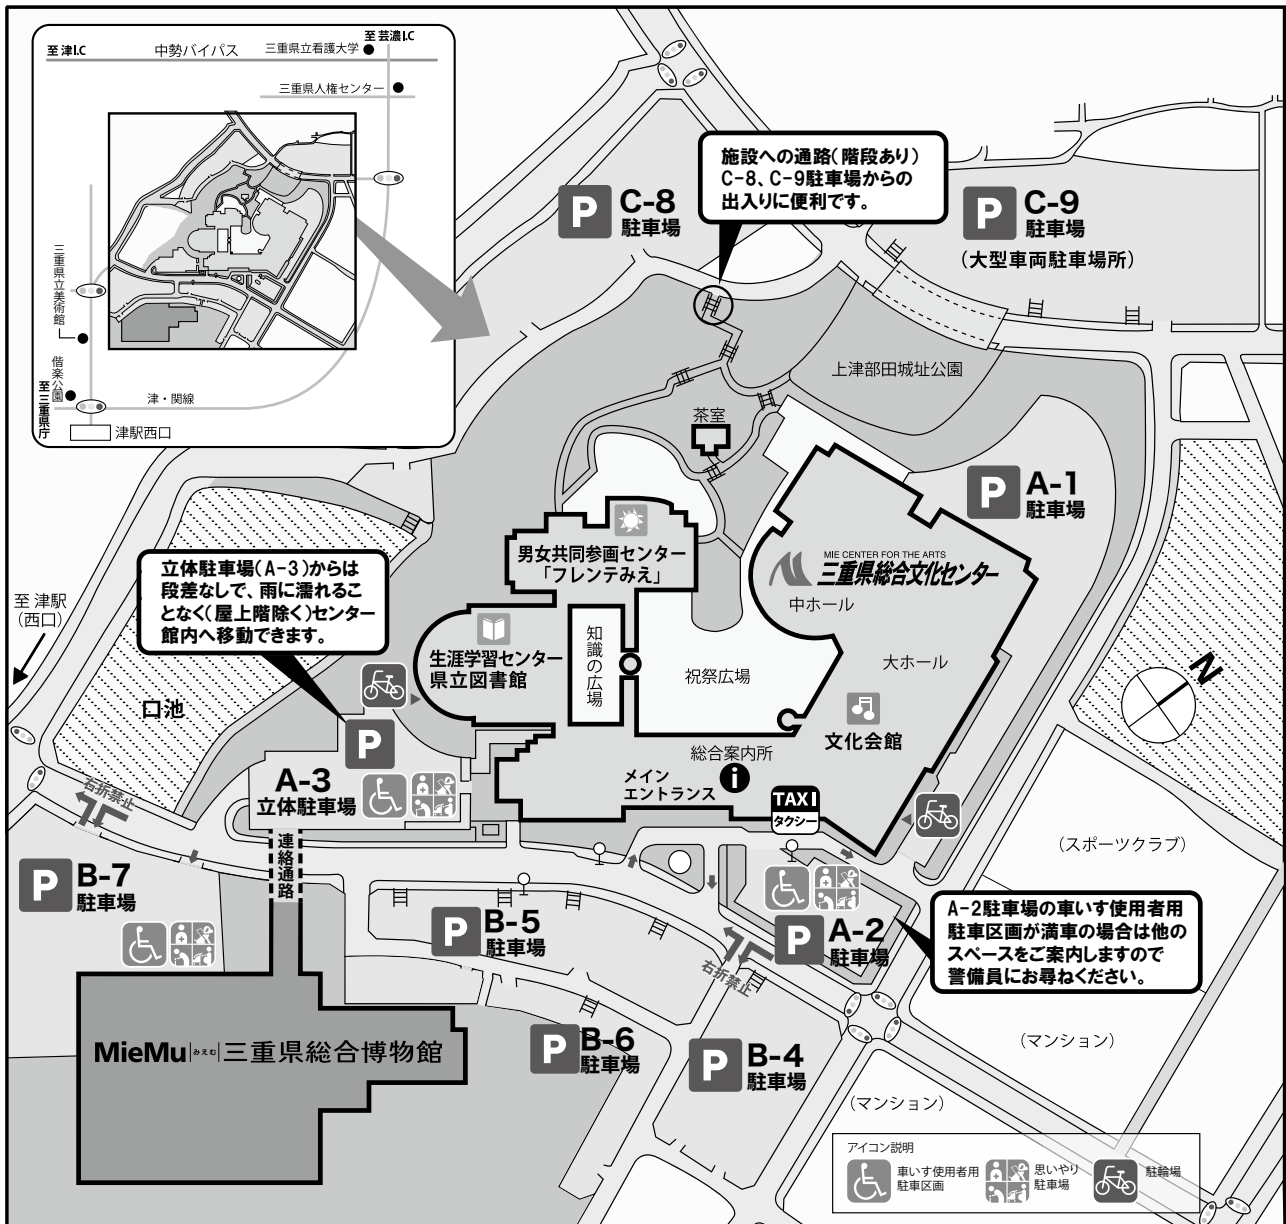 至 津I.C
中勢バイパス
至 芸濃I.C
三重県立看護大学
三重県人権センター
三重県立美術館
偕楽公園
至 三重県庁
津・関線
津駅西口
施設への通路(階段あり)
C-8、C-9駐車場からの
出入りに便利です。
P
C-8
駐車場
P
C-9
駐車場
(大型車両駐車場所)
上津部田城址公園
茶室
P
A-1
駐車場
MIE CENTER FOR THE ARTS
三重県総合文化センター
中ホール
大ホール
男女共同参画センター
「フレンテみえ」
立体駐車場(A-3)からは
段差なしで、雨に濡れるこ
となく(屋上階除く)センター
館内へ移動できます。
至 津駅
(西口)
生涯学習センター
県立図書館
知識の広場
祝祭広場
N
口池
文化会館
総合案内所
i
メイン
エントランス
TAXI
タクシー
P
A-3
立体駐車場
右折禁止
連絡通路
(スポーツクラブ)
P
B-7
駐車場
P
B-5
駐車場
P
A-2
駐車場
A-2駐車場の車いす使用者用
駐車区画が満車の場合は他の
スペースをご案内しますので
警備員にお尋ねください。
右折禁止
MieMu みえむ 三重県総合博物館
P
B-6
駐車場
P
B-4
駐車場
(マンション)
(マンション)
アイコン説明
車いす使用者用
駐車区画
思いやり
駐車場
駐輪場